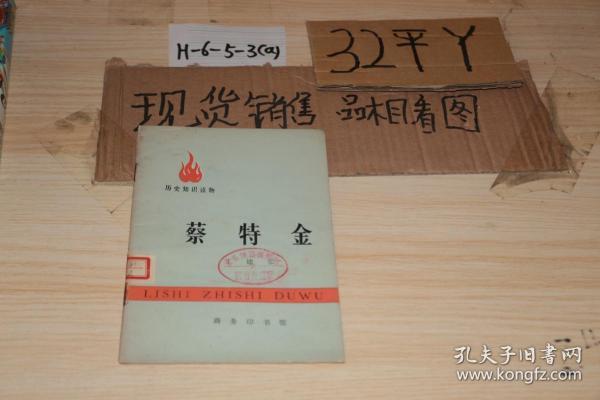 H-6-5-3(a)
32平丫
现货销售 品相看图
历史知识读物
蔡特金
LISHI ZHISHI DUWU
商务印书馆
孔夫子旧书网
www.kongfz.com